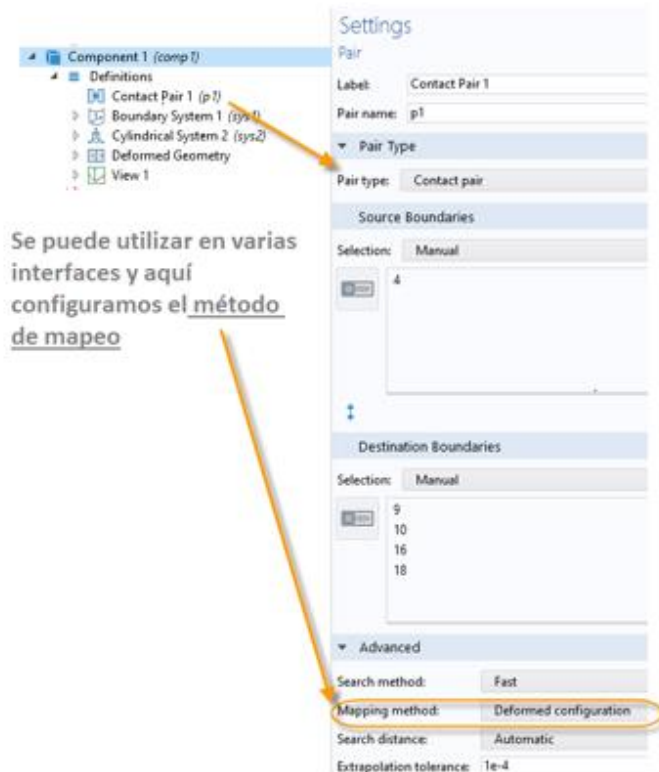 Component 1 (comp1)
Definitions
Contact Pair 1 (p1)
Boundary System 1 (sys1)
Cylindrical System 2 (sys2)
Deformed Geometry
View 1
Se puede utilizar en varias
interfaces y aquí
configuramos el método
de mapeo
Settings
Pair
Label: Contact Pair 1
Pair name: p1
Pair Type
Pair type: Contact pair
Source Boundaries
Selection: Manual
4
Destination Boundaries
Selection: Manual
9
10
16
18
Advanced
Search method: Fast
Mapping method: Deformed configuration
Search distance: Automatic
Extrapolation tolerance: 1e-4